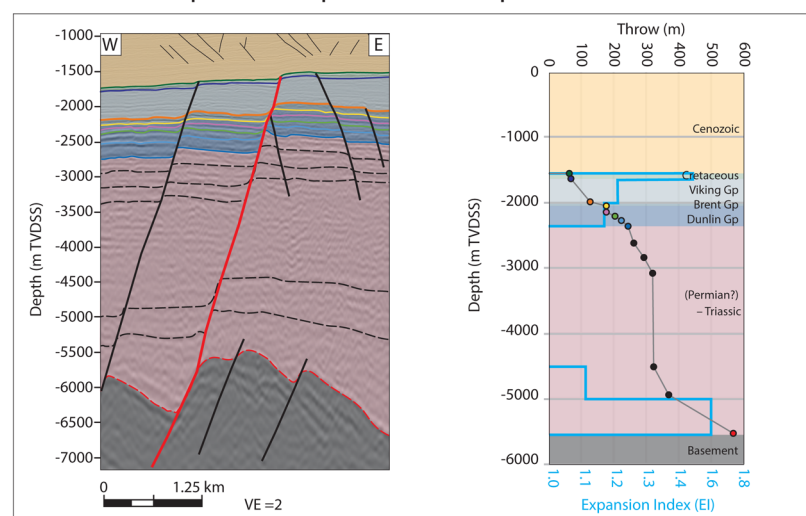 W
E
Depth (m TVDSS)
-1000
-1500
-2000
-2500
-3000
-3500
-4500
-5000
-5500
-6000
-6500
-7000
0 1.25 km
VE =2
Throw (m)
0 100 200 300 400 500 600
Depth (m TVDSS)
0
-1000
-2000
-3000
-4000
-5000
-6000
Cenozoic
Cretaceous
Viking Gp
Brent Gp
Dunlin Gp
(Permian?)
– Triassic
Basement
1.0 1.1 1.2 1.3 1.4 1.5 1.6 1.8
Expansion Index (EI)